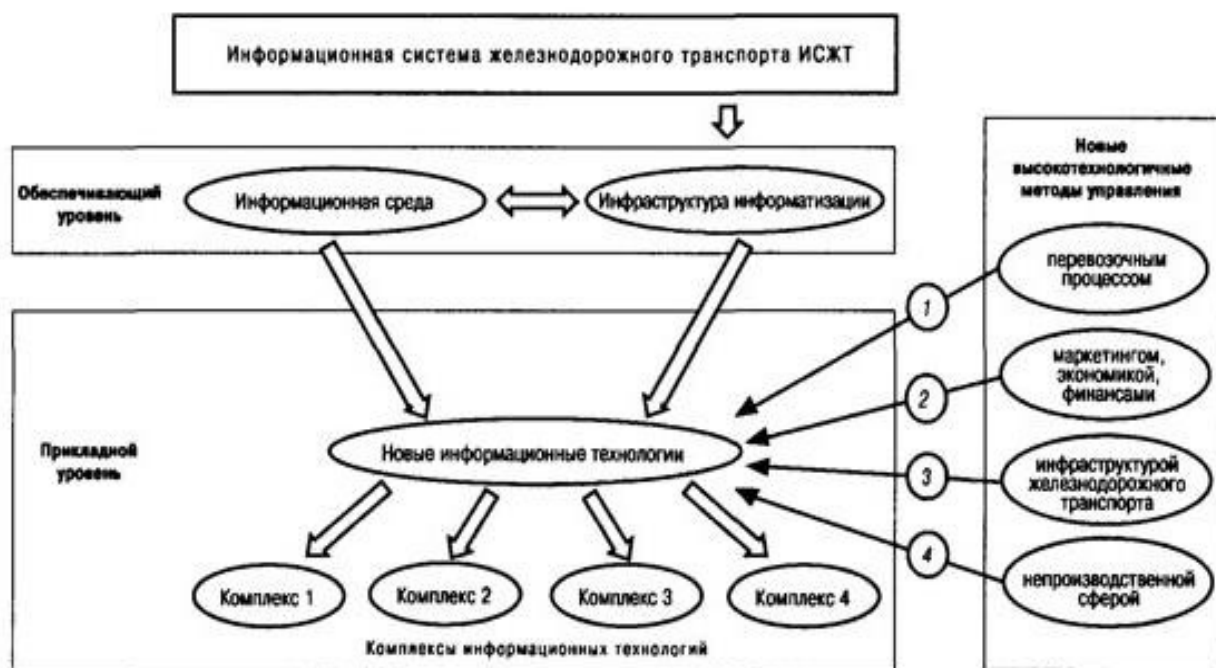 Информационная система железнодорожного транспорта ИСЖТ
Обеспечивающий
уровень
Информационная среда
Инфраструктура информатизации
Новые
высокотехнологичные
методы управления
перевозочным
процессом
1
маркетингом,
экономикой,
финансами
2
Прикладной
уровень
Новые информационные технологии
3
инфраструктурой
железнодорожного
транспорта
4
непроизводственной
сферой
Комплекс 1
Комплекс 2
Комплекс 3
Комплекс 4
Комплексы информационных технологий